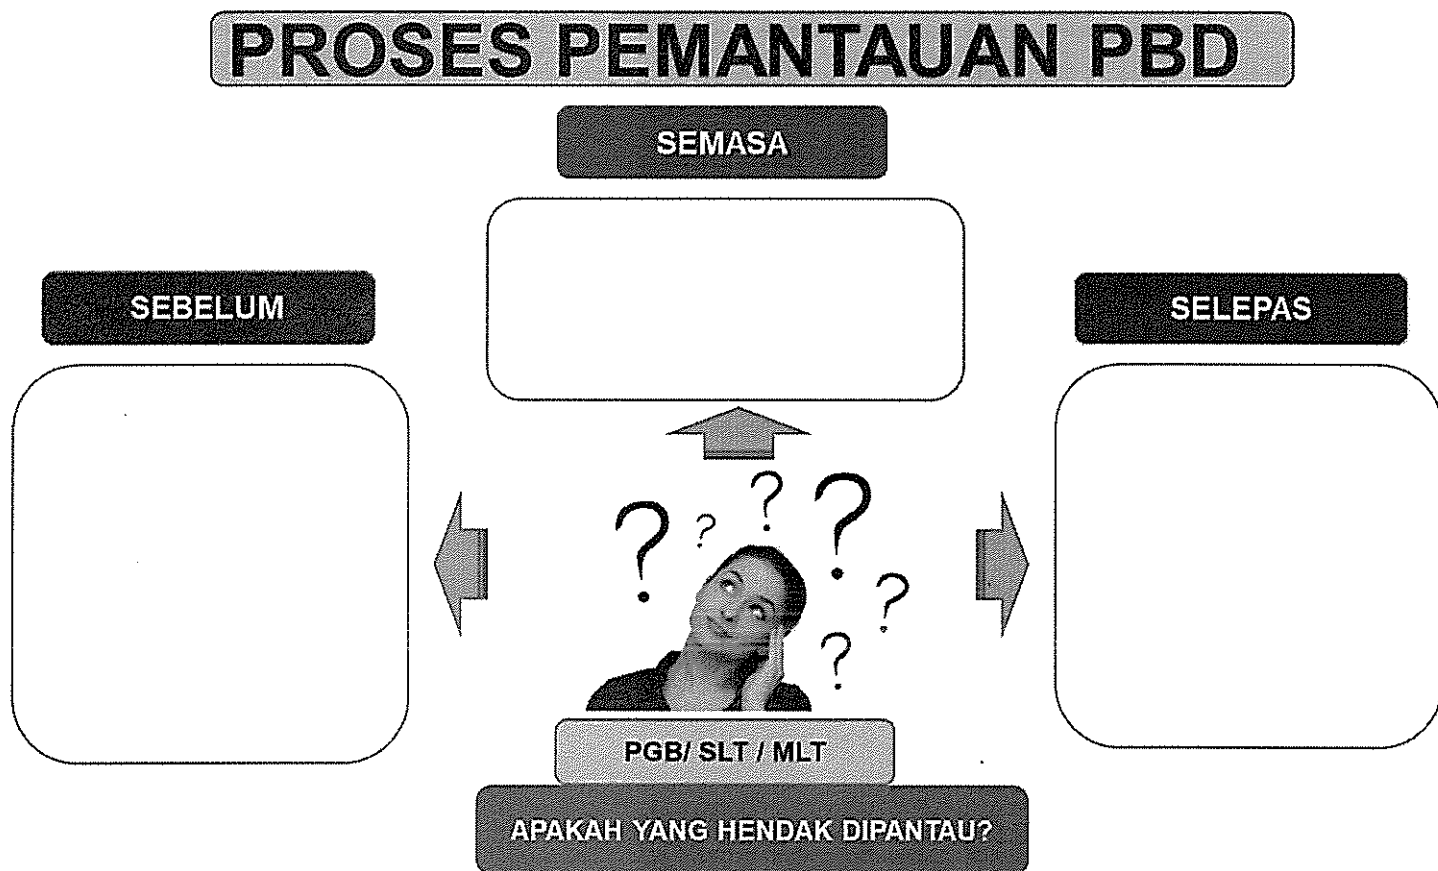 PROSES PEMANTAUAN PBD
SEMASA
SEBELUM
SELEPAS
? ? ? ? ? ?
PGB/ SLT / MLT
APAKAH YANG HENDAK DIPANTAU?